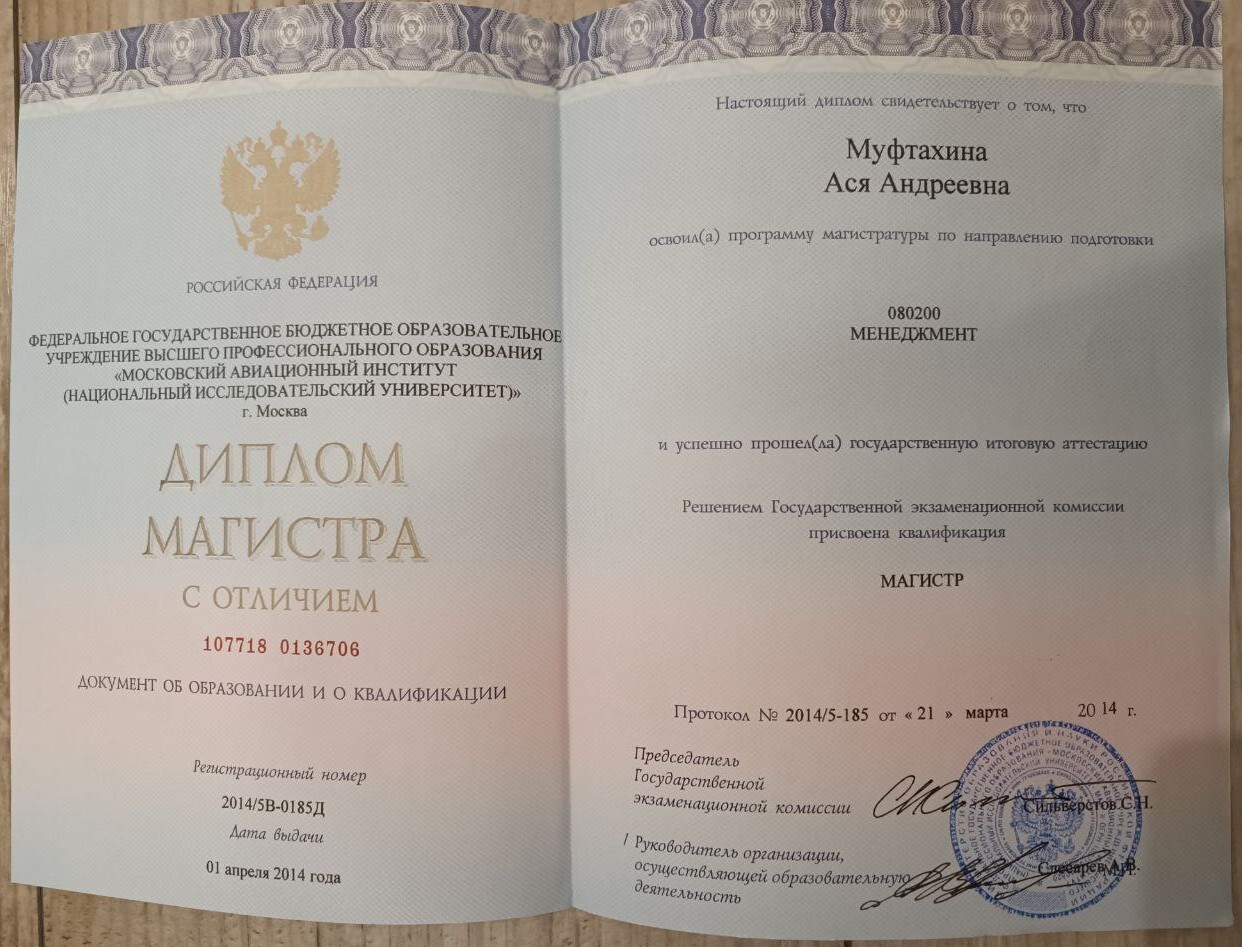 РОССИЙСКАЯ ФЕДЕРАЦИЯ
ФЕДЕРАЛЬНОЕ ГОСУДАРСТВЕННОЕ БЮДЖЕТНОЕ ОБРАЗОВАТЕЛЬНОЕ
УЧРЕЖДЕНИЕ ВЫСШЕГО ПРОФЕССИОНАЛЬНОГО ОБРАЗОВАНИЯ
«МОСКОВСКИЙ АВИАЦИОННЫЙ ИНСТИТУТ
(НАЦИОНАЛЬНЫЙ ИССЛЕДОВАТЕЛЬСКИЙ УНИВЕРСИТЕТ)»
г. Москва
ДИПЛОМ
МАГИСТРА
С ОТЛИЧИЕМ
107718 0136706
ДОКУМЕНТ ОБ ОБРАЗОВАНИИ И О КВАЛИФИКАЦИИ
Регистрационный номер
2014/5В-0185Д
Дата выдачи
01 апреля 2014 года
Настоящий диплом свидетельствует о том, что
Муфтахина
Ася Андреевна
освоил(а) программу магистратуры по направлению подготовки
080200
МЕНЕДЖМЕНТ
и успешно прошел(ла) государственную итоговую аттестацию
Решением Государственной экзаменационной комиссии
присвоена квалификация
МАГИСТР
Протокол № 2014/5-185 от « 21 » марта 20 14 г.
Председатель
Государственной
экзаменационной комиссии
Сильверстов С.Н.
/ Руководитель организации,
осуществляющей образовательную
деятельность
Слесарев А.В.
М.П.